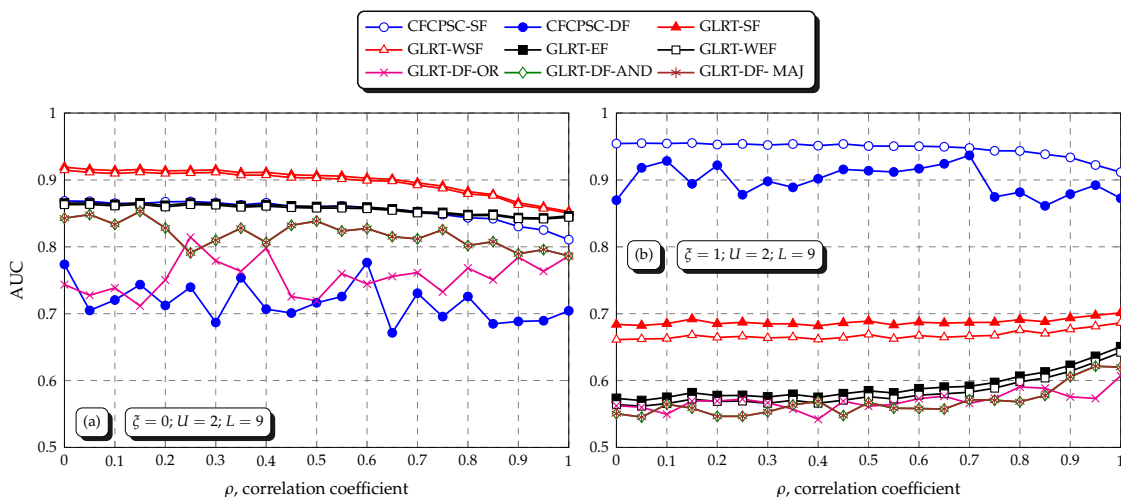 CFCPSC-SF CFCPSC-DF GLRT-SF
GLRT-WSF GLRT-EF GLRT-WEF
GLRT-DF-OR GLRT-DF-AND GLRT-DF- MAJ
AUC
1
0.9
0.8
0.7
0.6
0.5
(a) ξ = 0; U = 2; L = 9
0 0.1 0.2 0.3 0.4 0.5 0.6 0.7 0.8 0.9 1
ρ, correlation coefficient
1
0.9
0.8
0.7
0.6
0.5
(b) ξ = 1; U = 2; L = 9
0 0.1 0.2 0.3 0.4 0.5 0.6 0.7 0.8 0.9 1
ρ, correlation coefficient